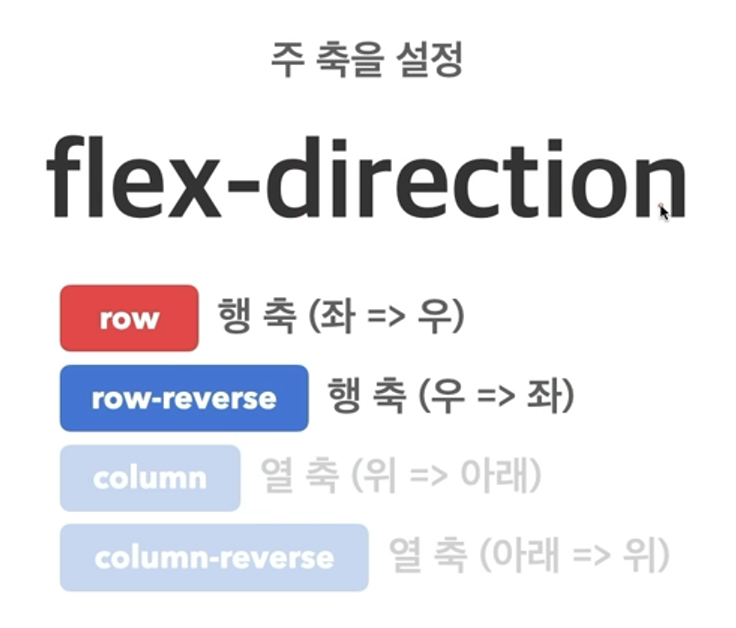 주 축을 설정
flex-direction
row 행 축 (좌 => 우)
row-reverse 행 축 (우 => 좌)
column 열 축 (위 => 아래)
column-reverse 열 축 (아래 => 위)